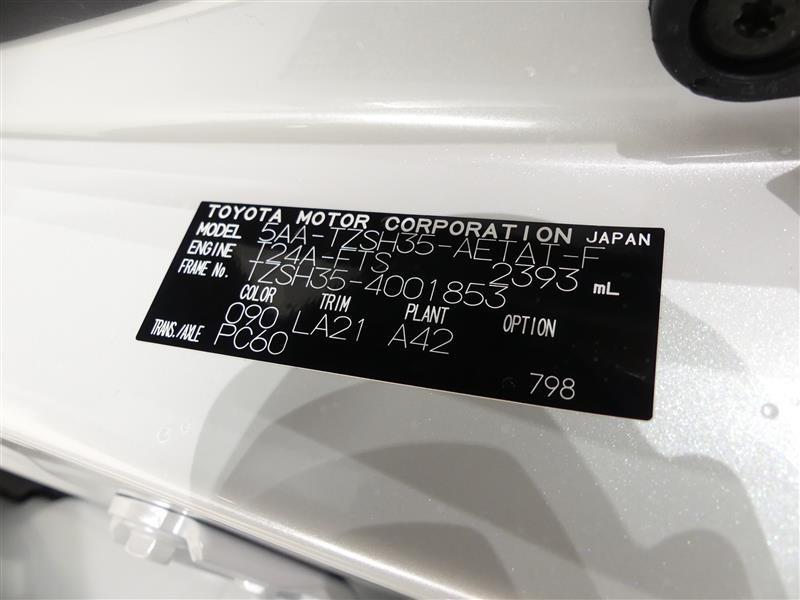 TOYOTA MOTOR CORPORATION JAPAN
MODEL 5AA-TZSH35-AETAT-F
ENGINE T24A-FTS 2393 mL
FRAME No. TZSH35-4001853
COLOR TRIM PLANT OPTION
090 LA21 A42
TRANS./AXLE PC60
798